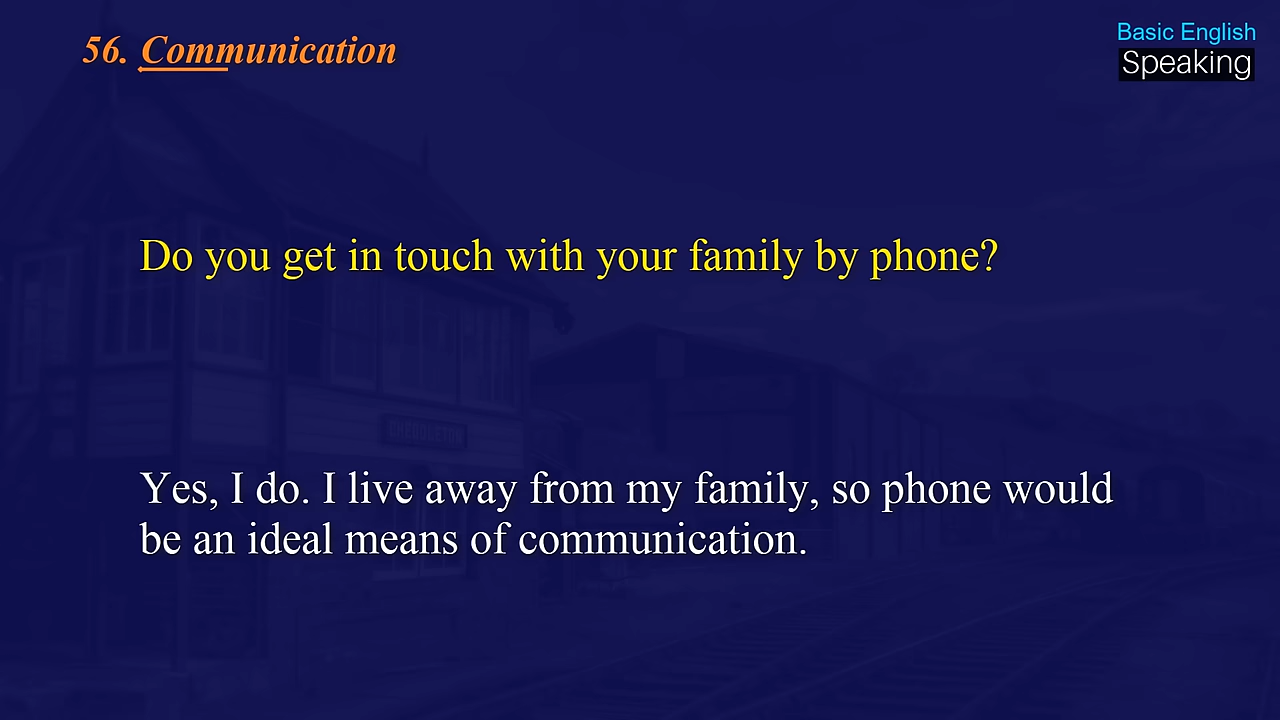 56. Communication
Basic English
Speaking
Do you get in touch with your family by phone?
CHEDDLETON
Yes, I do. I live away from my family, so phone would
be an ideal means of communication.